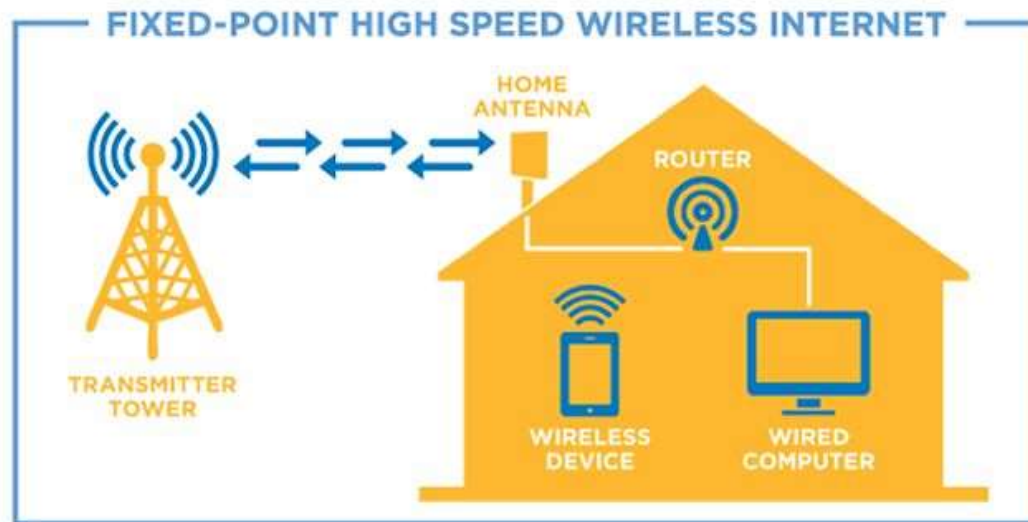 FIXED-POINT HIGH SPEED WIRELESS INTERNET
HOME
ANTENNA
ROUTER
TRANSMITTER
TOWER
WIRELESS
DEVICE
WIRED
COMPUTER